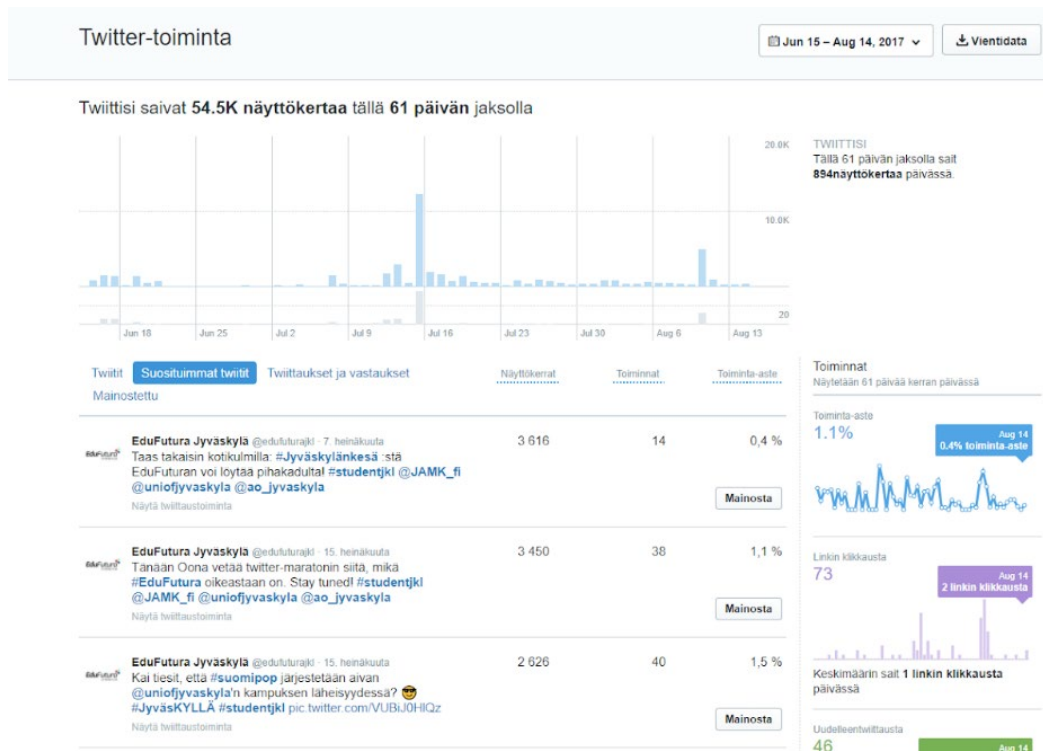 Twitter-toiminta
Jun 15 – Aug 14, 2017
Vientidata
Twiittisi saivat 54.5K näyttökertaa tällä 61 päivän jaksolla
20.0K
10.0K
20
Jun 18
Jun 25
Jul 2
Jul 9
Jul 16
Jul 23
Jul 30
Aug 6
Aug 13
TWIITTISI
Tällä 61 päivän jaksolla sait
894näyttökertaa päivässä.
Twiitit Suosituimmat twiitit Twiittaukset ja vastaukset
Mainostettu
Näyttökerrat Toiminnat Toiminta-aste
EduFutura Jyväskylä @edufuturajkl · 7. heinäkuuta
Taas takaisin kotikulmilla: #Jyväskylänkesä :stä
EduFuturan voi löytää pihakadulta! #studentjkl @JAMK_fi
@uniofjyvaskyla @ao_jyvaskyla
Näytä twiittaustoiminta
3 616 14 0,4 %
Mainosta
EduFutura Jyväskylä @edufuturajkl · 15. heinäkuuta
Tänään Oona vetää twitter-maratonin siitä, mikä
#EduFutura oikeastaan on. Stay tuned! #studentjkl
@JAMK_fi @uniofjyvaskyla @ao_jyvaskyla
Näytä twiittaustoiminta
3 450 38 1,1 %
Mainosta
EduFutura Jyväskylä @edufuturajkl · 15. heinäkuuta
Kai tiesit, että #suomipop järjestetään aivan
@uniofjyvaskyla'n kampuksen läheisyydessä? 😎
#JyväsKYLLÄ #studentjkl pic.twitter.com/VUBiJ0HlQz
Näytä twiittaustoiminta
2 626 40 1,5 %
Mainosta
Toiminnat
Näytetään 61 päivää kerran päivässä
Toiminta-aste
1.1%
Aug 14
0.4% toiminta-aste
Linkin klikkausta
73
Aug 14
2 linkin klikkausta
Keskimäärin sait 1 linkin klikkausta
päivässä
Uudelleentwiittausta
46
Aug 14